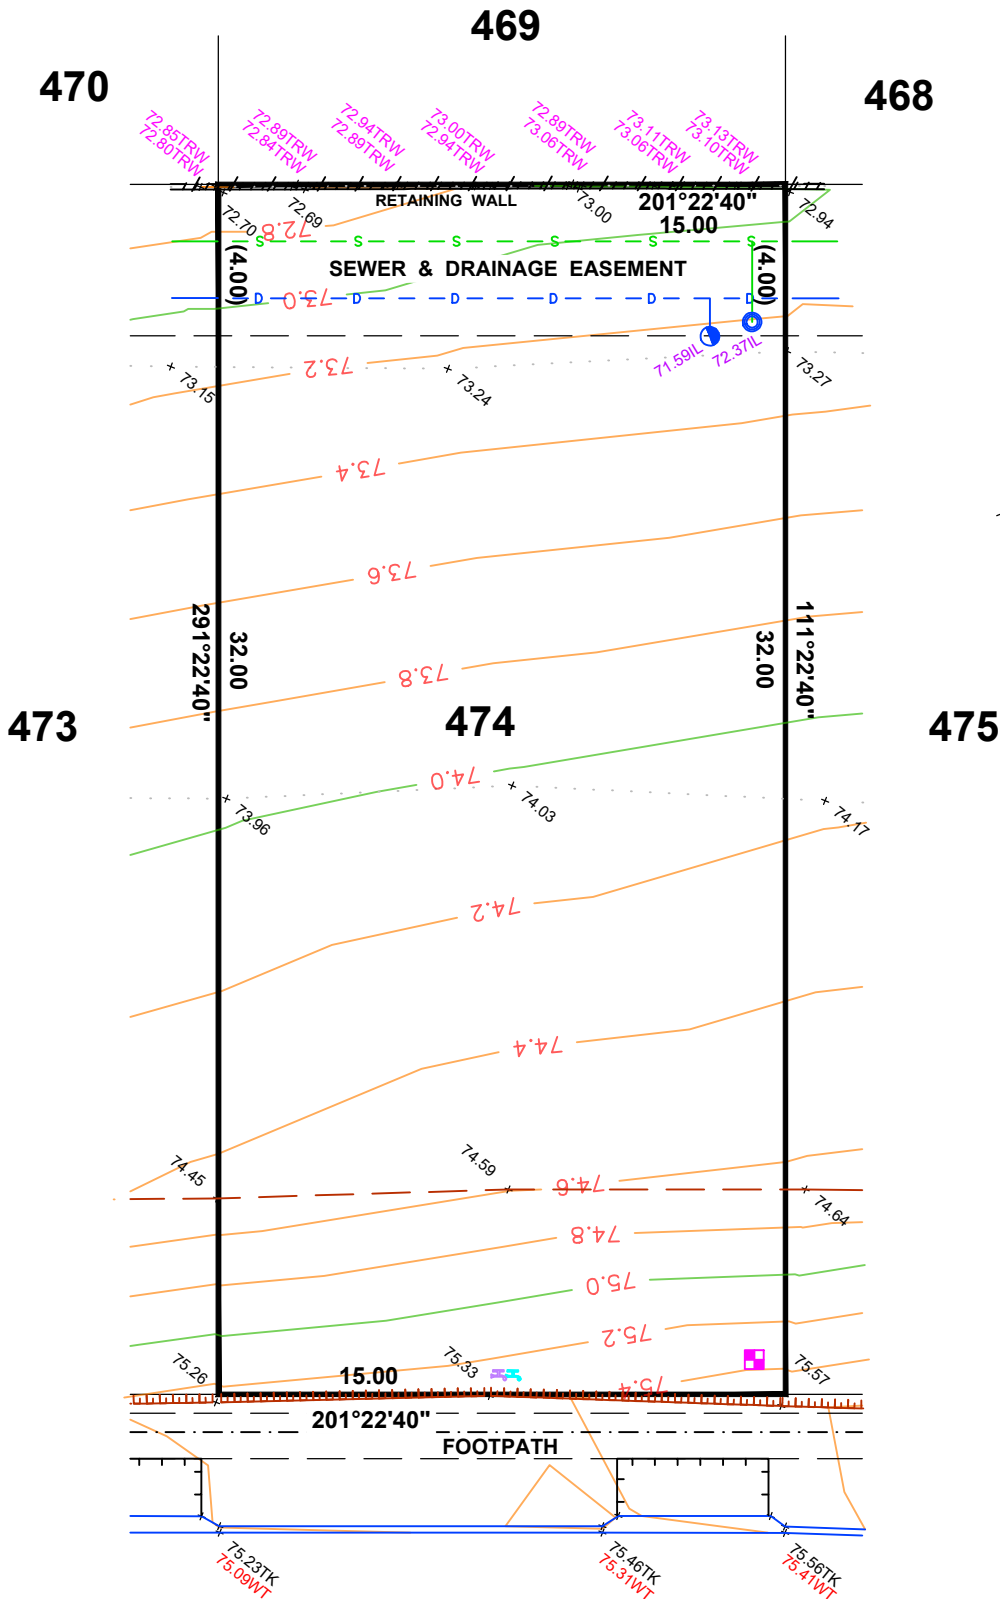 469
470
468
72.85TRW
72.80TRW
72.89TRW
72.84TRW
72.94TRW
72.89TRW
73.00TRW
72.94TRW
72.89TRW
73.06TRW
73.11TRW
73.06TRW
73.13TRW
73.10TRW
RETAINING WALL
201°22'40"
15.00
72.70
72.69
73.00
72.94
72.8
S S S S S S
(4.00)
SEWER & DRAINAGE EASEMENT
(4.00)
73.0
D D D D D D
71.59IL
72.37IL
73.2
73.15
73.24
73.27
73.4
73.6
291°22'40"
32.00
32.00
111°22'40"
73.8
473
474
475
74.0
73.96
74.03
74.17
74.2
74.4
74.45
74.59
74.6
74.64
74.8
75.0
75.2
75.26
15.00
75.33
75.4
75.57
201°22'40"
FOOTPATH
75.23TK
75.09WT
75.46TK
75.31WT
75.56TK
75.41WT